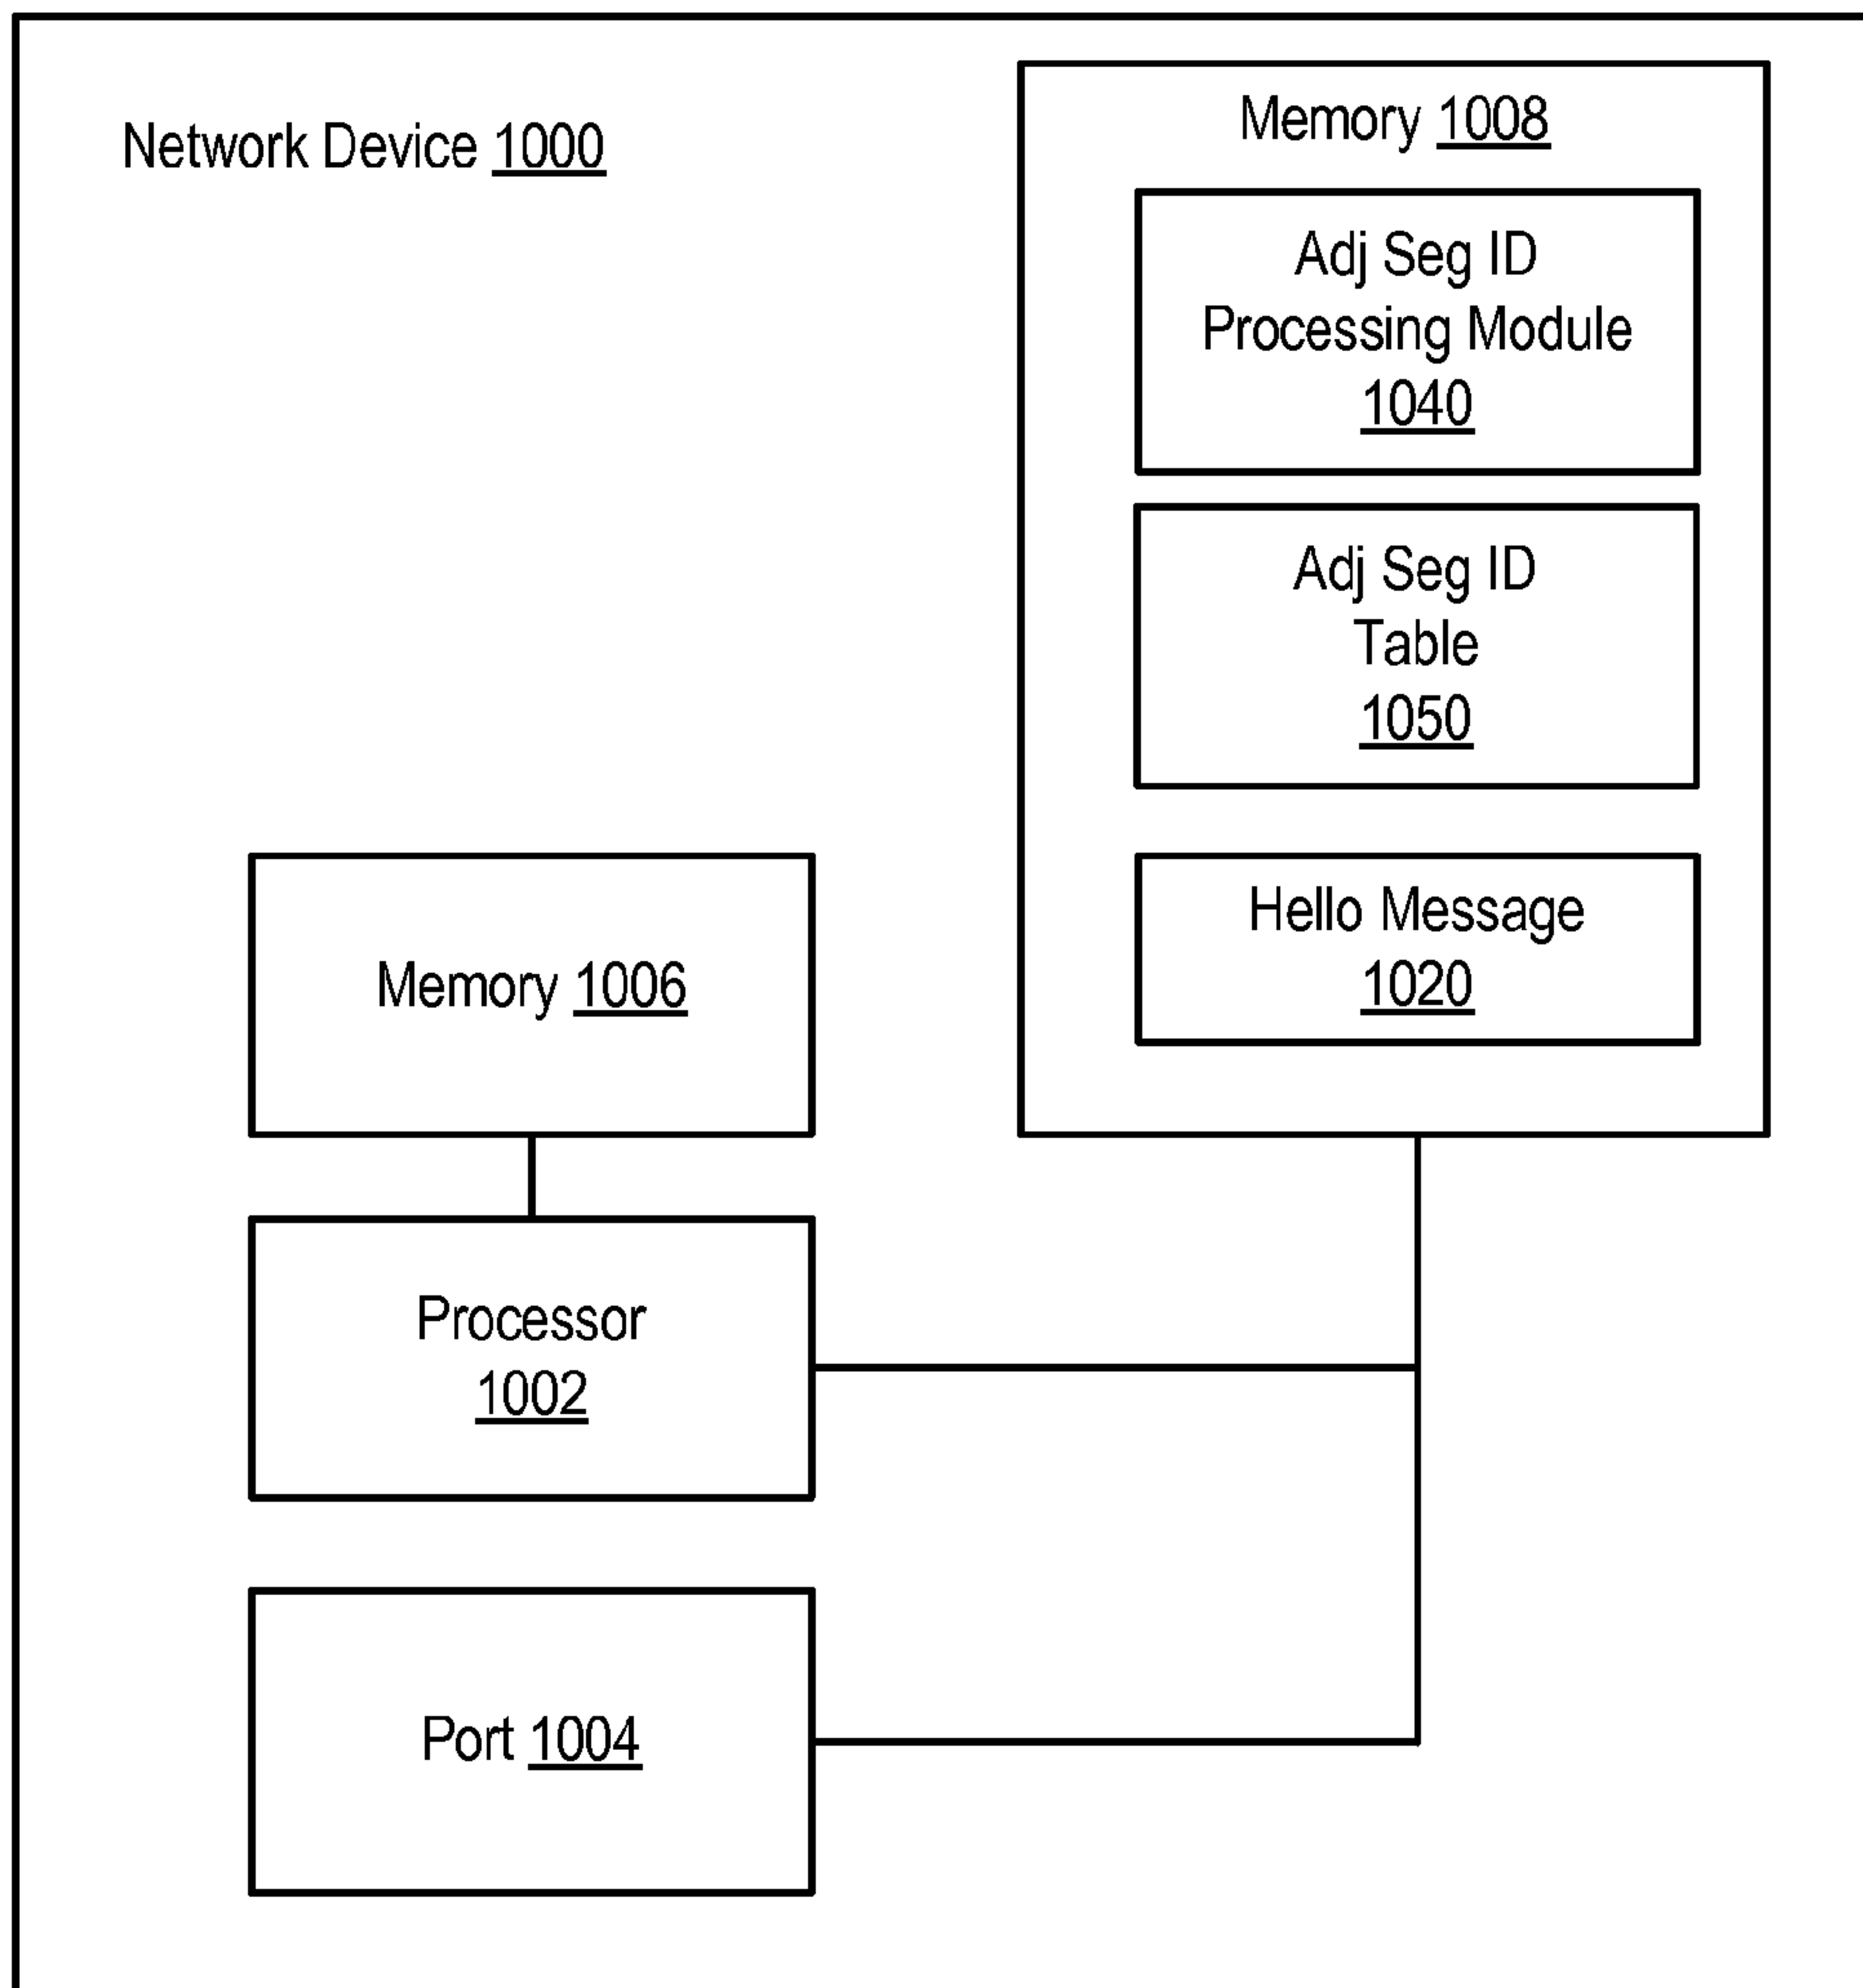 Network Device 1000
Memory 1008
Adj Seg ID
Processing Module
1040
Adj Seg ID
Table
1050
Hello Message
1020
Memory 1006
Processor
1002
Port 1004